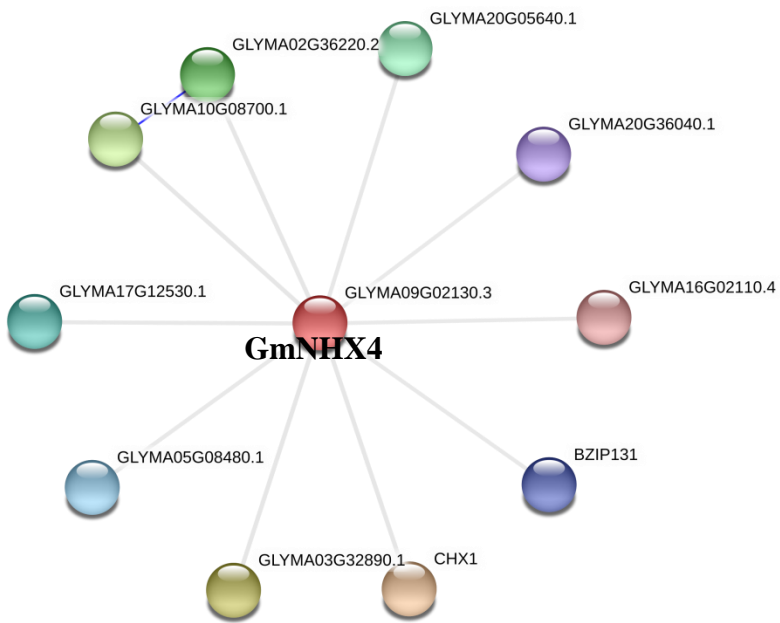 GLYMA20G05640.1
GLYMA02G36220.2
GLYMA10G08700.1
GLYMA20G36040.1
GLYMA17G12530.1
GLYMA09G02130.3
GLYMA16G02110.4
GmNHX4
GLYMA05G08480.1
BZIP131
GLYMA03G32890.1
CHX1